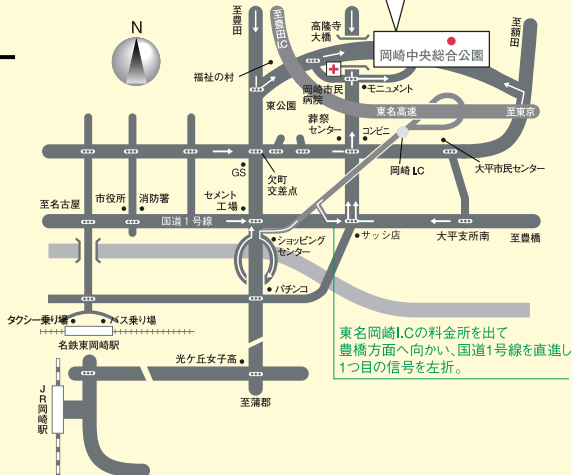 N
至豊田
至豊田I.C
高隆寺
大橋
至額田
岡崎中央総合公園
福祉の村
岡崎市民
病院
モニュメント
東公園
東名高速
至東京
葬祭
センター
コンビニ
岡崎I.C
大平市民センター
GS
欠町
交差点
至名古屋
市役所
消防署
セメント
工場
国道1号線
ショッピング
センター
サッシ店
大平支所南
至豊橋
パチンコ
タクシー乗り場
バス乗り場
名鉄東岡崎駅
東名岡崎I.Cの料金所を出て
豊橋方面へ向かい、国道1号線を直進し
1つ目の信号を左折。
光ケ丘女子高
JR岡崎駅
至蒲郡